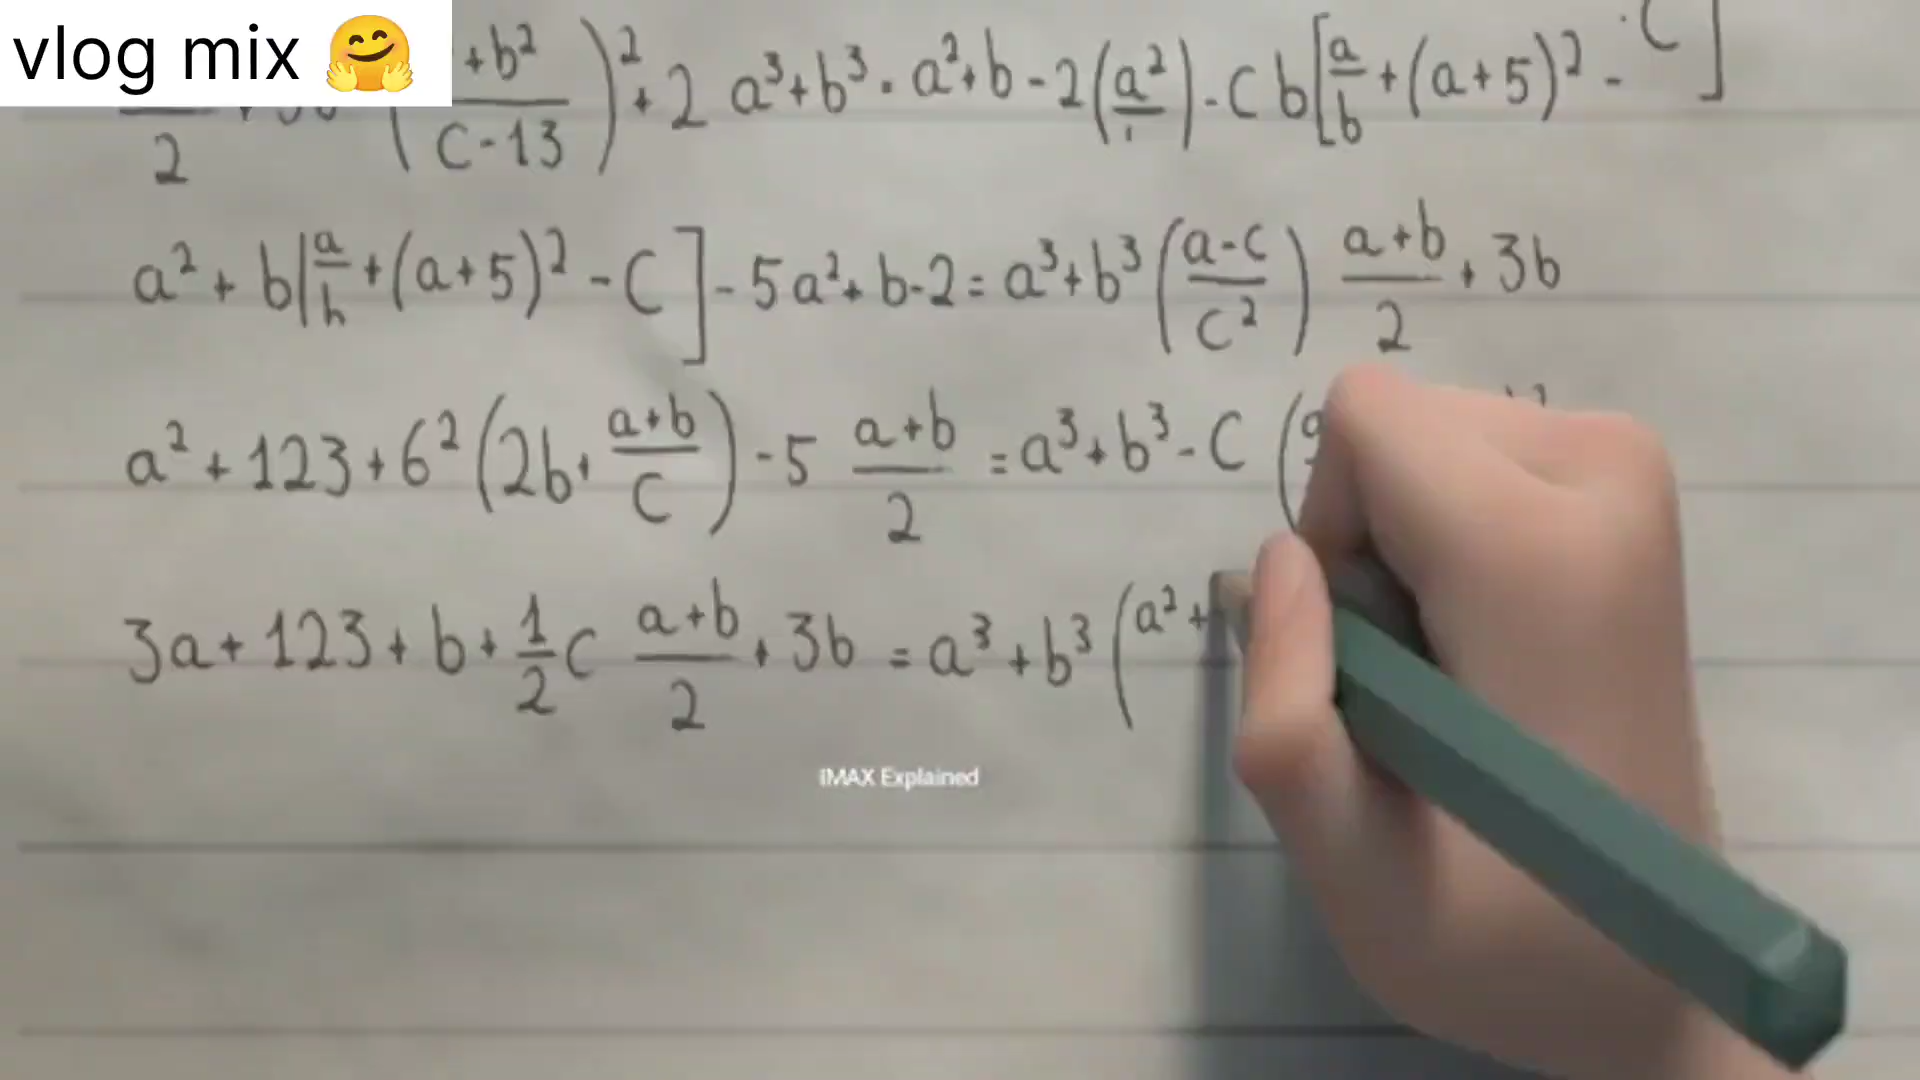 vlog mix 🤗
+b² / (C-13))² + 2 a³+b³ · a²+b - 2(a²/ ) - C b[a/b + (a+5)² - C]
2
a² + b[a/b + (a+5)² - C] - 5a² + b - 2 = a³+b³ ((a-C)/C²) (a+b)/2 + 3b
a² + 123 + 6² (2b + (a+b)/C) - 5 (a+b)/2 = a³+b³ - C (
3a + 123 + b + 1/2 C (a+b)/2 + 3b = a³ + b³ (a² +
iMAX Explained